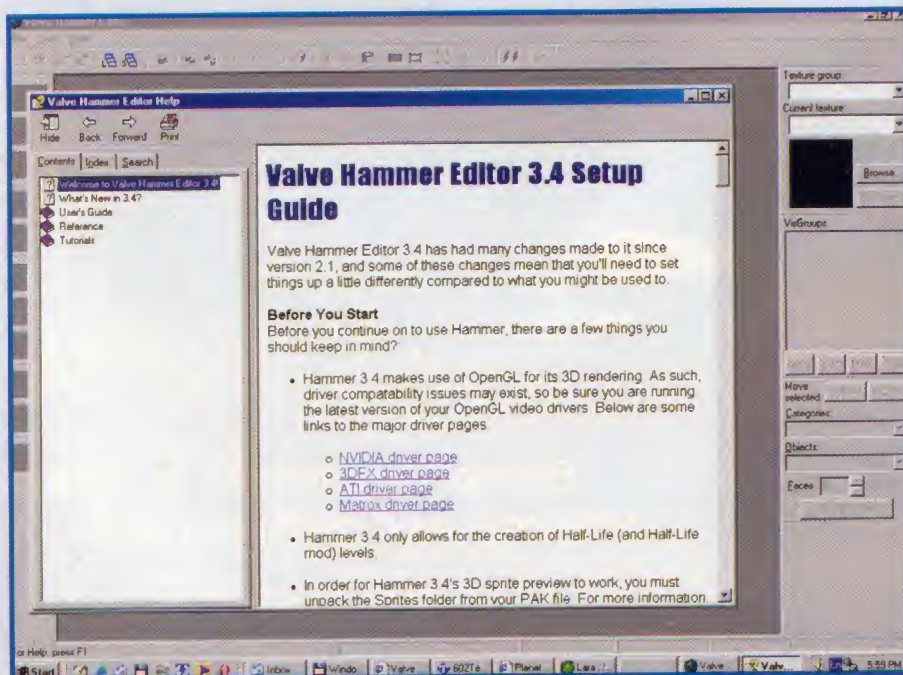 Valve Hammer Editor Help
Hide Back Forward Print
Contents Index Search
Welcome to Valve Hammer Editor 3.4!
What's New in 3.4?
User's Guide
Reference
Tutorials
Valve Hammer Editor 3.4 Setup
Guide
Valve Hammer Editor 3.4 has had many changes made to it since
version 2.1, and some of these changes mean that you'll need to set
things up a little differently compared to what you might be used to.
Before You Start
Before you continue on to use Hammer, there are a few things you
should keep in mind?
• Hammer 3.4 makes use of OpenGL for its 3D rendering. As such,
driver compatability issues may exist, so be sure you are running
the latest version of your OpenGL video drivers. Below are some
links to the major driver pages
NVIDIA driver page
3DFX driver page
ATI driver page
Matrox driver page
• Hammer 3.4 only allows for the creation of Half-Life (and Half-Life
mod) levels.
• In order for Hammer 3.4's 3D sprite preview to work, you must
unpack the Sprites folder from your PAK file. For more information
Texture group:
Current texture:
Browse
VisGroups
Move
selected:
Categories:
Objects:
Faces
or Help, press F1
Start Inbox Windo Valve 602Te Planet Lara Valve Valv... En 5:59 PM